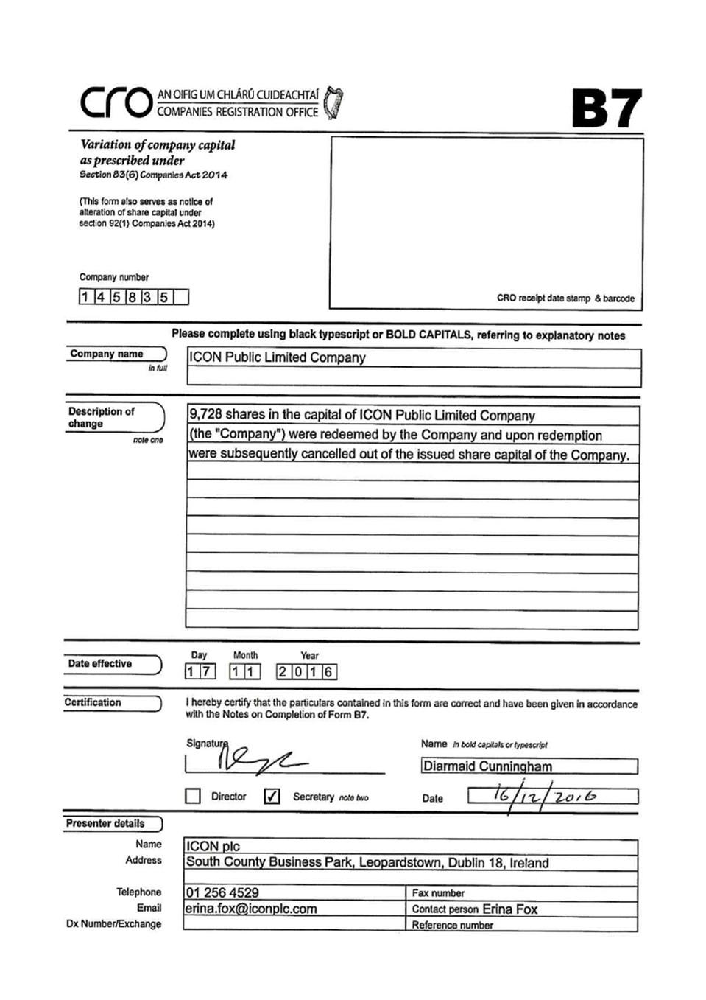 CRO AN OIFIG UM CHLÁRÚ CUIDEACHTAÍ
COMPANIES REGISTRATION OFFICE
B7
Variation of company capital
as prescribed under
Section 83(6) Companies Act 2014
(This form also serves as notice of
alteration of share capital under
section 92(1) Companies Act 2014)
Company number
145835
CRO receipt date stamp & barcode
Please complete using black typescript or BOLD CAPITALS, referring to explanatory notes
Company name
in full
ICON Public Limited Company
Description of
change
note one
9,728 shares in the capital of ICON Public Limited Company
(the "Company") were redeemed by the Company and upon redemption
were subsequently cancelled out of the issued share capital of the Company.
Date effective
Day Month Year
17 11 2016
Certification
I hereby certify that the particulars contained in this form are correct and have been given in accordance
with the Notes on Completion of Form B7.
Signature
Name in bold capitals or typescript
Diarmaid Cunningham
Director ✓ Secretary note two
Date 16/12/2016
Presenter details
Name ICON plc
Address South County Business Park, Leopardstown, Dublin 18, Ireland
Telephone 01 256 4529 Fax number
Email erina.fox@iconplc.com Contact person Erina Fox
Dx Number/Exchange Reference number